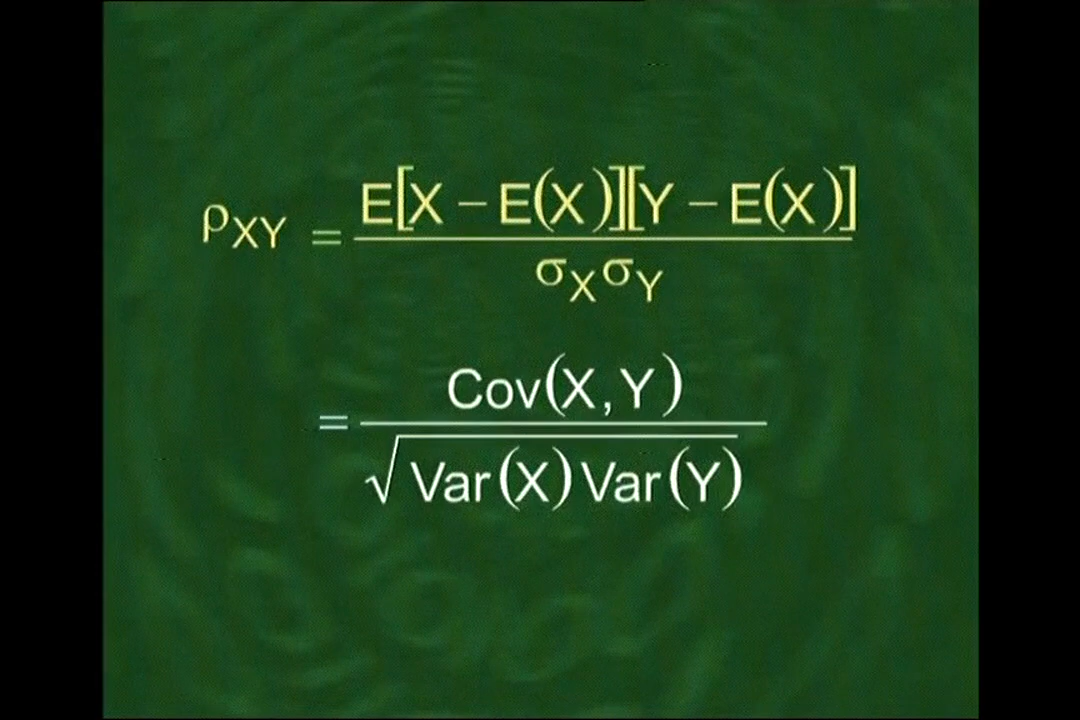 ρXY = E[X – E(X)][Y – E(X)]
σXσY
= Cov(X,Y)
√Var(X) Var(Y)